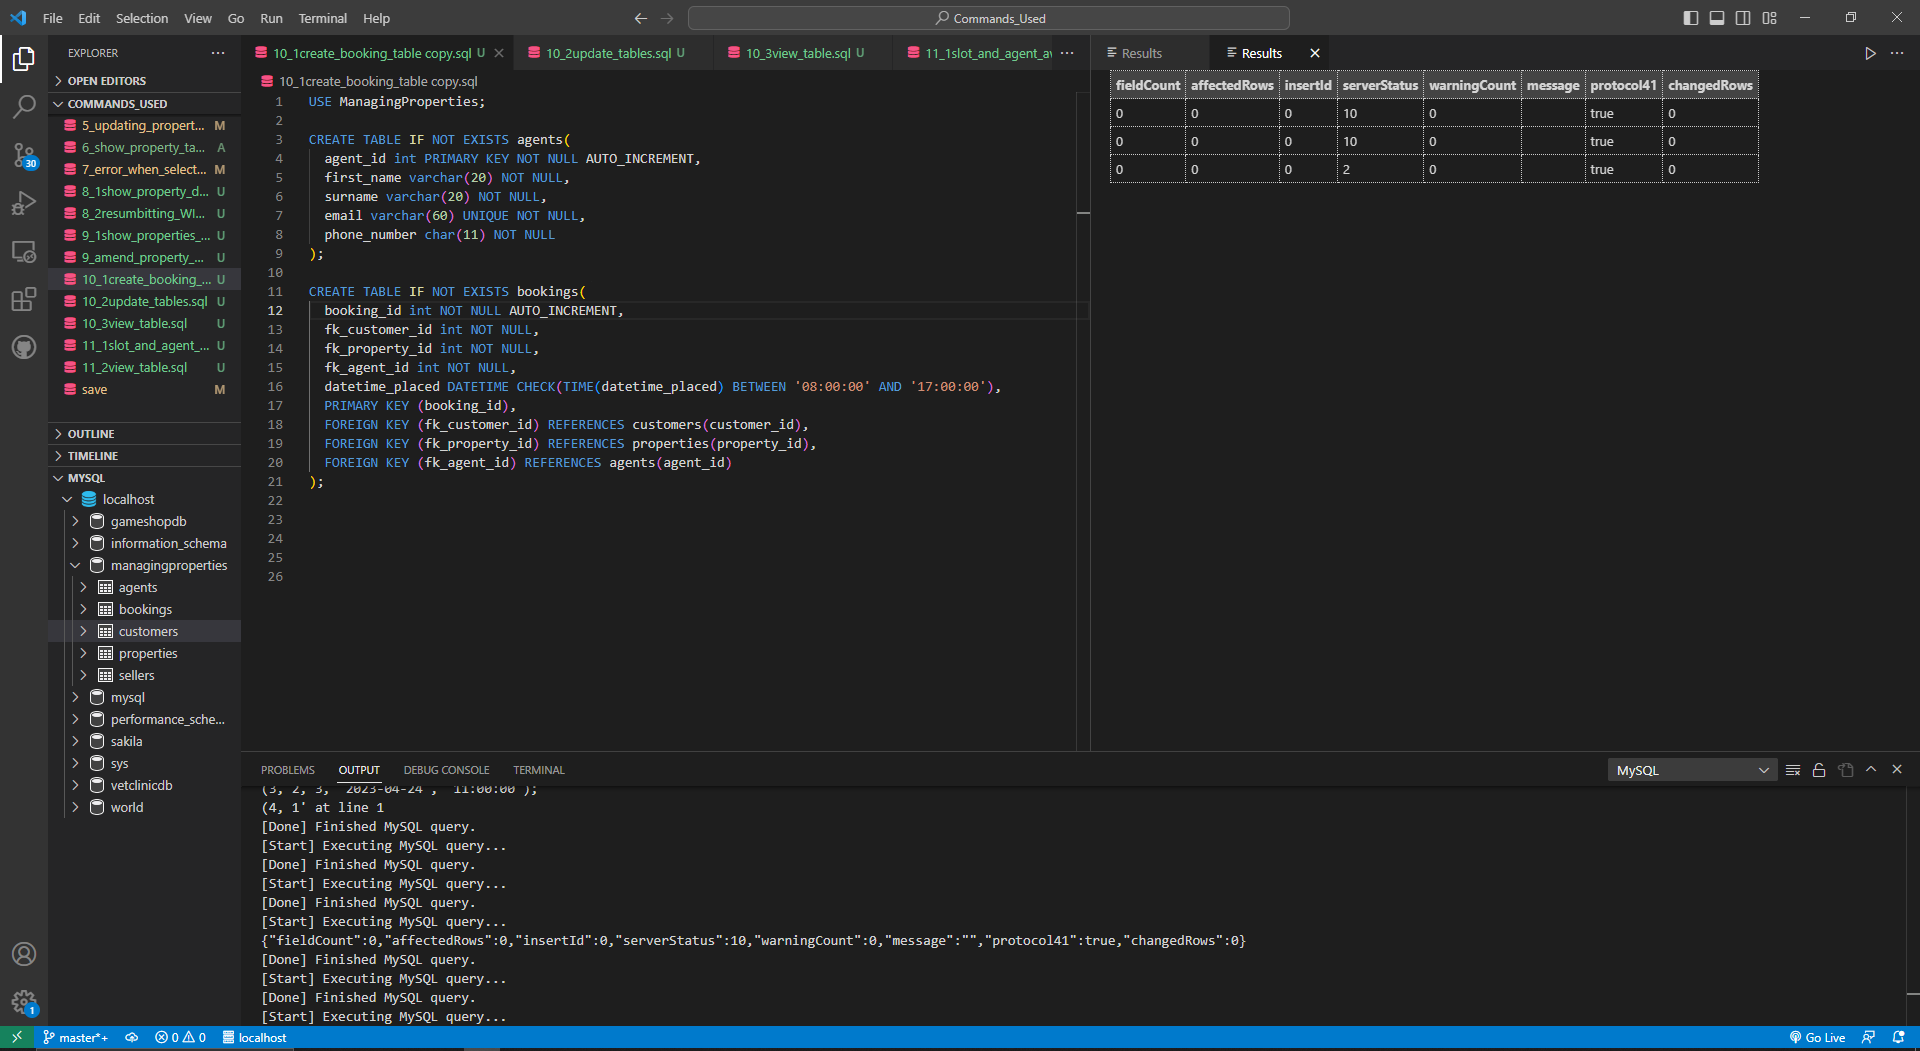 File Edit Selection View Go Run Terminal Help
Commands_Used
EXPLORER
OPEN EDITORS
COMMANDS_USED
5_updating_propert... M
6_show_property_ta... A
7_error_when_select... M
8_1show_property_d... U
8_2resumbitting_WI... U
9_1show_properties_... U
9_amend_property_... U
10_1create_booking_... U
10_2update_tables.sql U
10_3view_table.sql U
11_1slot_and_agent_... U
11_2view_table.sql U
save M
OUTLINE
TIMELINE
MYSQL
localhost
gameshopdb
information_schema
managingproperties
agents
bookings
customers
properties
sellers
mysql
performance_sche...
sakila
sys
vetclinicdb
world
30
1
10_1create_booking_table copy.sql U
10_2update_tables.sql U
10_3view_table.sql U
11_1slot_and_agent_av
10_1create_booking_table copy.sql
1 USE ManagingProperties;
2
3 CREATE TABLE IF NOT EXISTS agents(
4 agent_id int PRIMARY KEY NOT NULL AUTO_INCREMENT,
5 first_name varchar(20) NOT NULL,
6 surname varchar(20) NOT NULL,
7 email varchar(60) UNIQUE NOT NULL,
8 phone_number char(11) NOT NULL
9 );
10
11 CREATE TABLE IF NOT EXISTS bookings(
12 booking_id int NOT NULL AUTO_INCREMENT,
13 fk_customer_id int NOT NULL,
14 fk_property_id int NOT NULL,
15 fk_agent_id int NOT NULL,
16 datetime_placed DATETIME CHECK(TIME(datetime_placed) BETWEEN '08:00:00' AND '17:00:00'),
17 PRIMARY KEY (booking_id),
18 FOREIGN KEY (fk_customer_id) REFERENCES customers(customer_id),
19 FOREIGN KEY (fk_property_id) REFERENCES properties(property_id),
20 FOREIGN KEY (fk_agent_id) REFERENCES agents(agent_id)
21 );
22
23
24
25
26
Results Results
fieldCount affectedRows insertId serverStatus warningCount message protocol41 changedRows
0 0 0 10 0 true 0
0 0 0 10 0 true 0
0 0 0 2 0 true 0
PROBLEMS OUTPUT DEBUG CONSOLE TERMINAL
MySQL
(3, 2, 3, '2023-04-24', '11:00:00');
(4, 1' at line 1
[Done] Finished MySQL query.
[Start] Executing MySQL query...
[Done] Finished MySQL query.
[Start] Executing MySQL query...
[Done] Finished MySQL query.
[Start] Executing MySQL query...
{"fieldCount":0,"affectedRows":0,"insertId":0,"serverStatus":10,"warningCount":0,"message":"","protocol41":true,"changedRows":0}
[Done] Finished MySQL query.
[Start] Executing MySQL query...
[Done] Finished MySQL query.
[Start] Executing MySQL query...
master*+ 0 0 localhost
Go Live